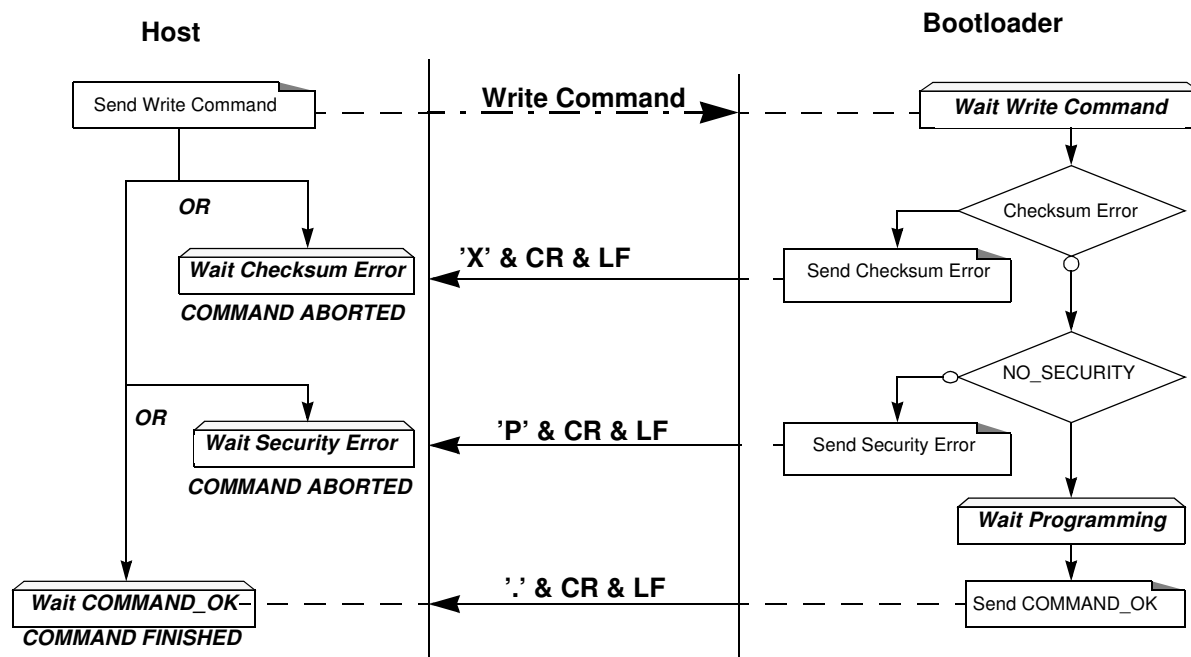 Host
Bootloader
Send Write Command
Write Command
Wait Write Command
OR
Checksum Error
Wait Checksum Error
’X’ & CR & LF
Send Checksum Error
COMMAND ABORTED
NO_SECURITY
OR
Wait Security Error
’P’ & CR & LF
Send Security Error
COMMAND ABORTED
Wait Programming
Wait COMMAND_OK
’.’ & CR & LF
Send COMMAND_OK
COMMAND FINISHED